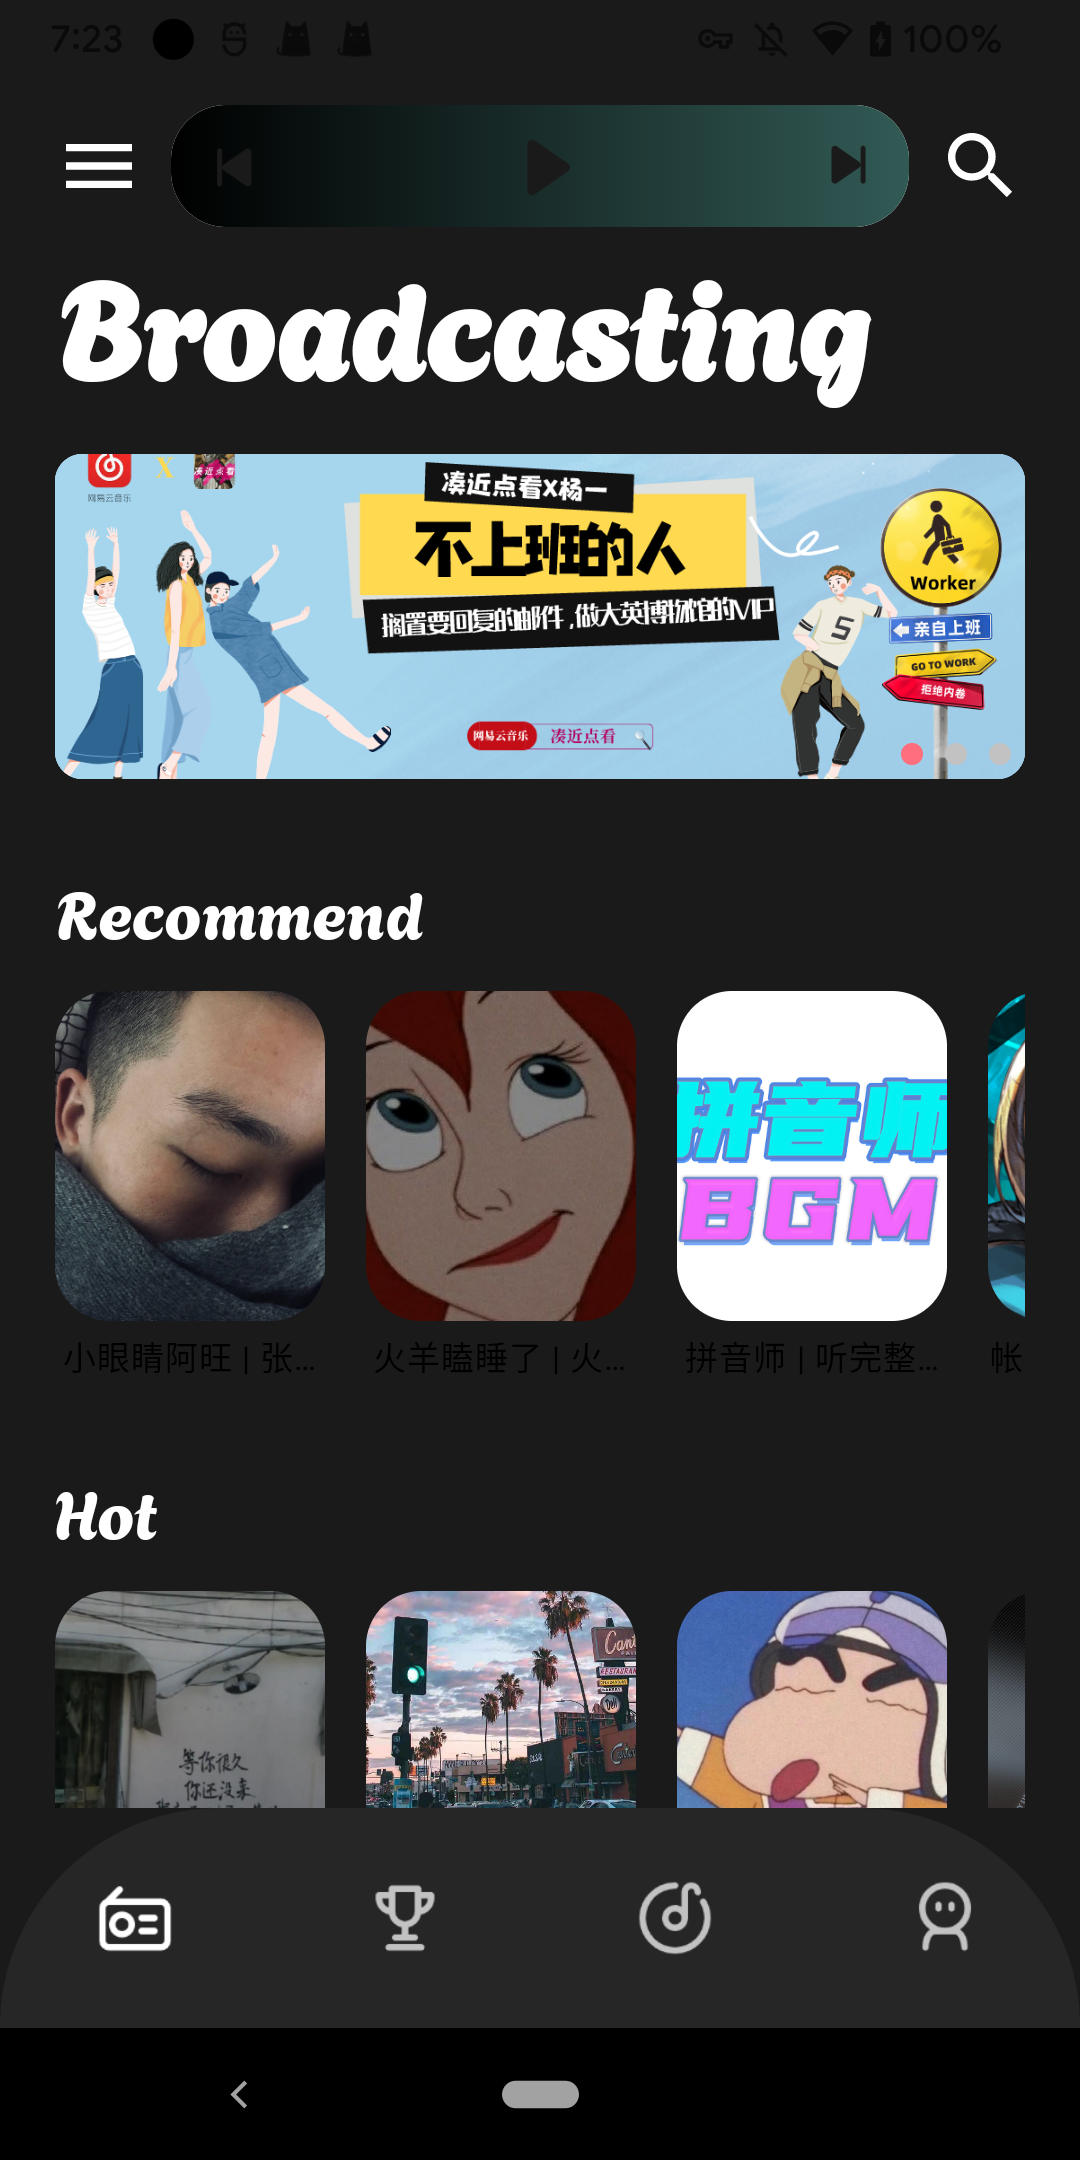 7:23
100%
Broadcasting
网易云音乐
X
凑近点看
凑近点看X杨一
不上班的人
搁置要回复的邮件,做大英博物馆的VIP
网易云音乐
凑近点看
5
Worker
亲自上班
GO TO WORK
拒绝内卷
Recommend
拼音师
BGM
小眼睛阿旺 | 张...
火羊瞌睡了 | 火...
拼音师 | 听完整...
帐
Hot
等你很久
你还没来